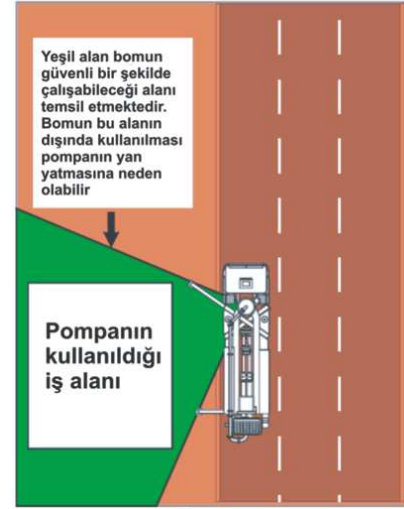 Yeşil alan bomun
güvenli bir şekilde
çalışabileceği alanı
temsil etmektedir.
Bomun bu alanın
dışında kullanılması
pompanın yan
yatmasına neden
olabilir
Pompanın
kullanıldığı
iş alanı